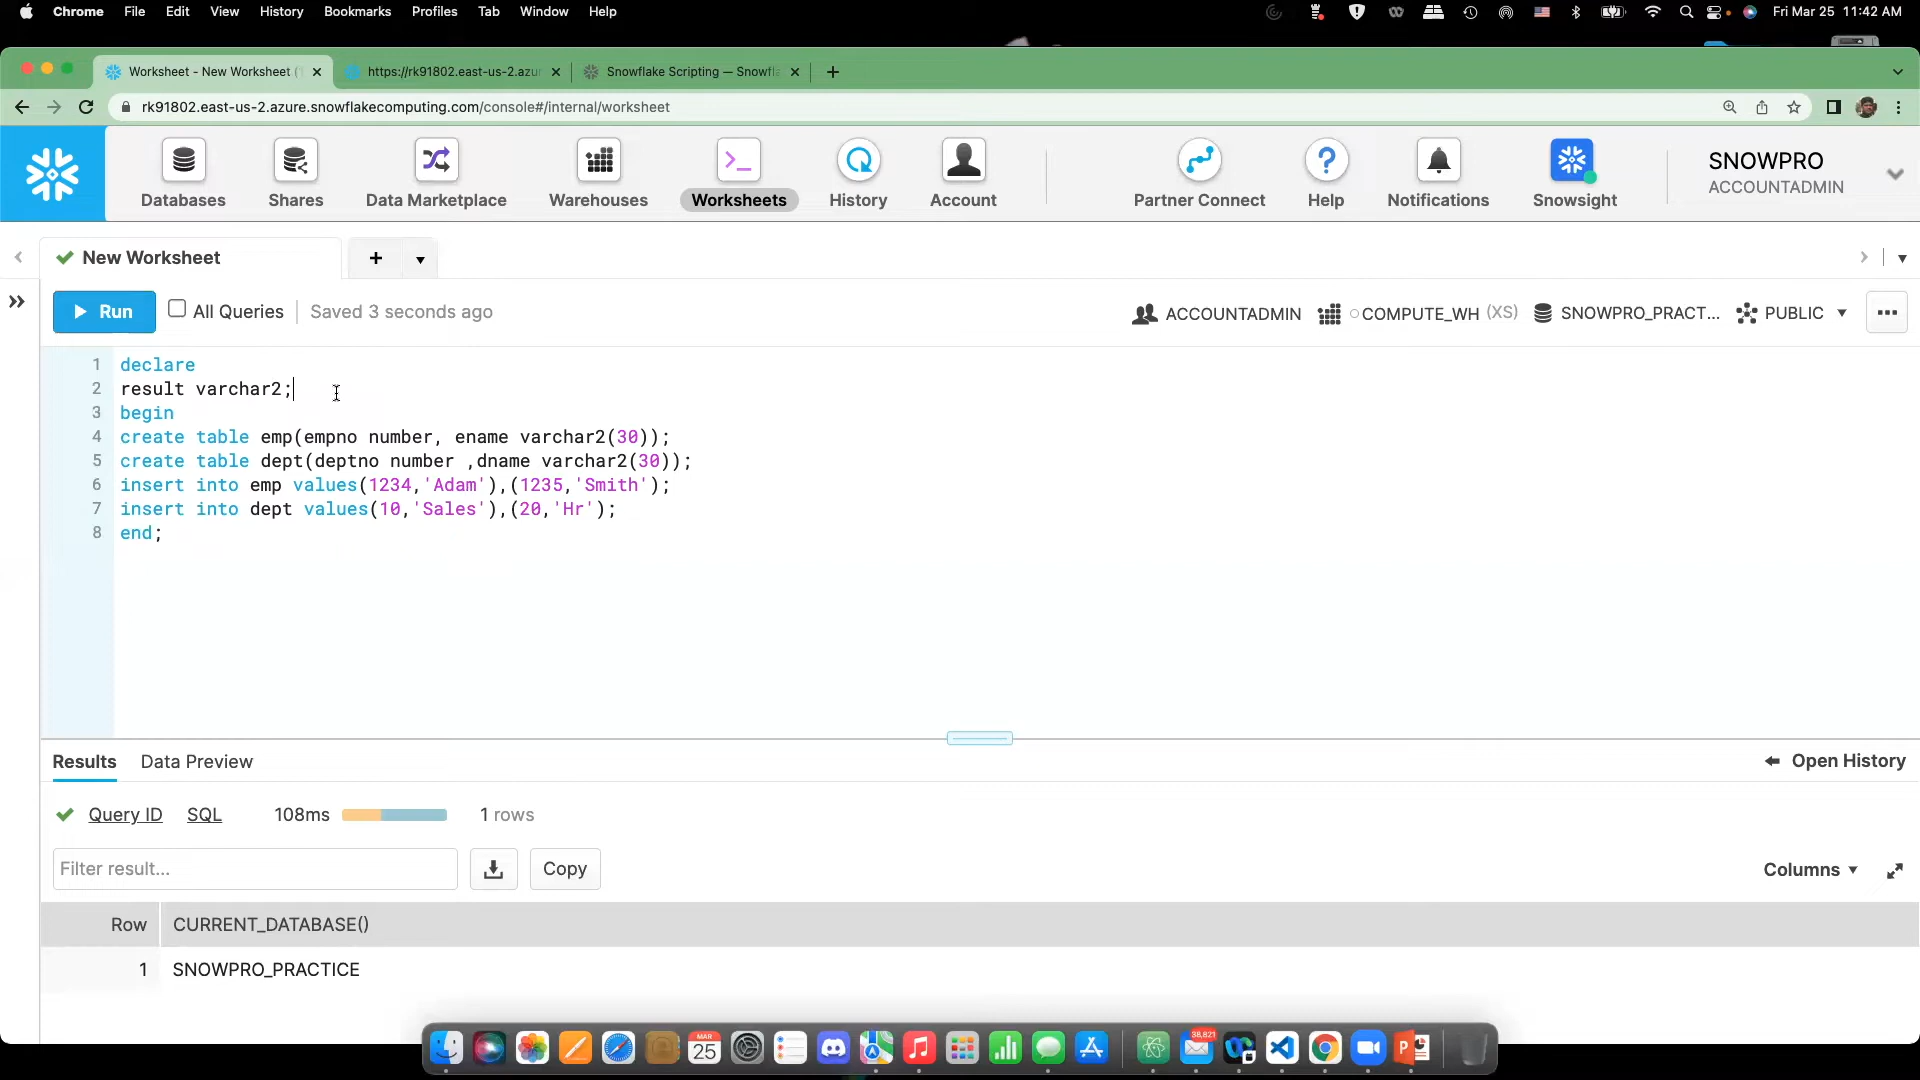 Chrome File Edit View History Bookmarks Profiles Tab Window Help Fri Mar 25 11:42 AM
Worksheet - New Worksheet ( https://rk91802.east-us-2.azur Snowflake Scripting — Snowfla
rk91802.east-us-2.azure.snowflakecomputing.com/console#/internal/worksheet
Databases Shares Data Marketplace Warehouses Worksheets History Account Partner Connect Help Notifications Snowsight
SNOWPRO
ACCOUNTADMIN
New Worksheet
Run All Queries Saved 3 seconds ago ACCOUNTADMIN COMPUTE_WH (XS) SNOWPRO_PRACT... PUBLIC
1 declare
2 result varchar2;
3 begin
4 create table emp(empno number, ename varchar2(30));
5 create table dept(deptno number ,dname varchar2(30));
6 insert into emp values(1234,'Adam'),(1235,'Smith');
7 insert into dept values(10,'Sales'),(20,'Hr');
8 end;
Results Data Preview Open History
Query ID SQL 108ms 1 rows
Filter result... Copy Columns
Row CURRENT_DATABASE()
1 SNOWPRO_PRACTICE
MAR
25
38,821